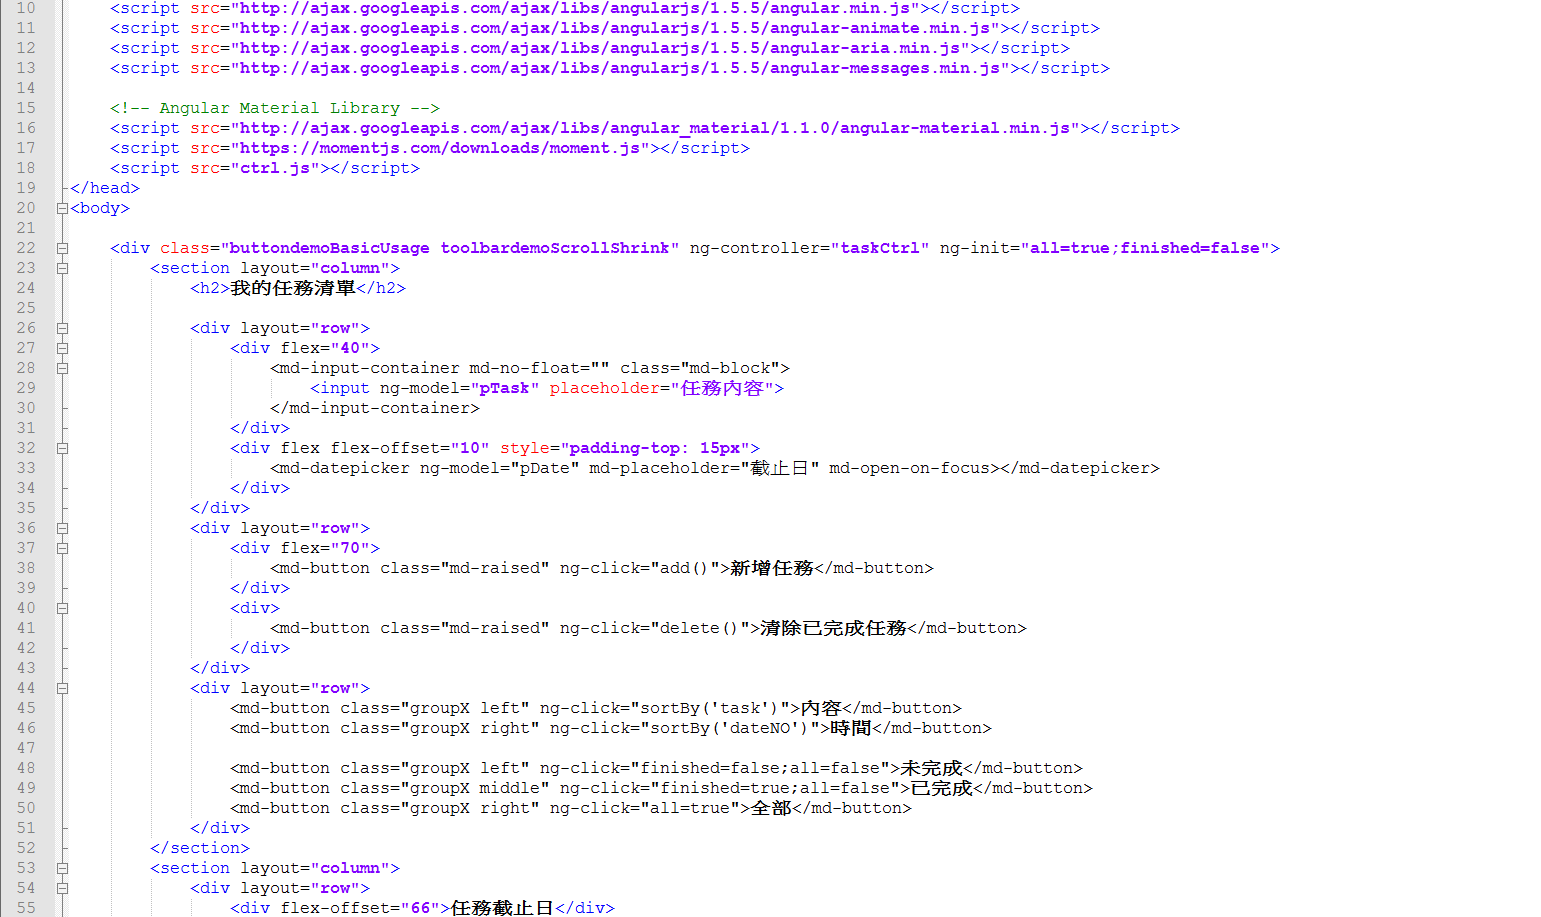 10 <script src="http://ajax.googleapis.com/ajax/libs/angularjs/1.5.5/angular.min.js"></script>
11 <script src="http://ajax.googleapis.com/ajax/libs/angularjs/1.5.5/angular-animate.min.js"></script>
12 <script src="http://ajax.googleapis.com/ajax/libs/angularjs/1.5.5/angular-aria.min.js"></script>
13 <script src="http://ajax.googleapis.com/ajax/libs/angularjs/1.5.5/angular-messages.min.js"></script>
14
15 <!-- Angular Material Library -->
16 <script src="http://ajax.googleapis.com/ajax/libs/angular_material/1.1.0/angular-material.min.js"></script>
17 <script src="https://momentjs.com/downloads/moment.js"></script>
18 <script src="ctrl.js"></script>
19 </head>
20 <body>
21
22 <div class="buttondemoBasicUsage toolbardemoScrollShrink" ng-controller="taskCtrl" ng-init="all=true;finished=false">
23 <section layout="column">
24 <h2>我的任務清單</h2>
25
26 <div layout="row">
27 <div flex="40">
28 <md-input-container md-no-float="" class="md-block">
29 <input ng-model="pTask" placeholder="任務內容">
30 </md-input-container>
31 </div>
32 <div flex flex-offset="10" style="padding-top: 15px">
33 <md-datepicker ng-model="pDate" md-placeholder="截止日" md-open-on-focus></md-datepicker>
34 </div>
35 </div>
36 <div layout="row">
37 <div flex="70">
38 <md-button class="md-raised" ng-click="add()">新增任務</md-button>
39 </div>
40 <div>
41 <md-button class="md-raised" ng-click="delete()">清除已完成任務</md-button>
42 </div>
43 </div>
44 <div layout="row">
45 <md-button class="groupX left" ng-click="sortBy('task')">內容</md-button>
46 <md-button class="groupX right" ng-click="sortBy('dateNO')">時間</md-button>
47
48 <md-button class="groupX left" ng-click="finished=false;all=false">未完成</md-button>
49 <md-button class="groupX middle" ng-click="finished=true;all=false">已完成</md-button>
50 <md-button class="groupX right" ng-click="all=true">全部</md-button>
51 </div>
52 </section>
53 <section layout="column">
54 <div layout="row">
55 <div flex-offset="66">任務截止日</div>